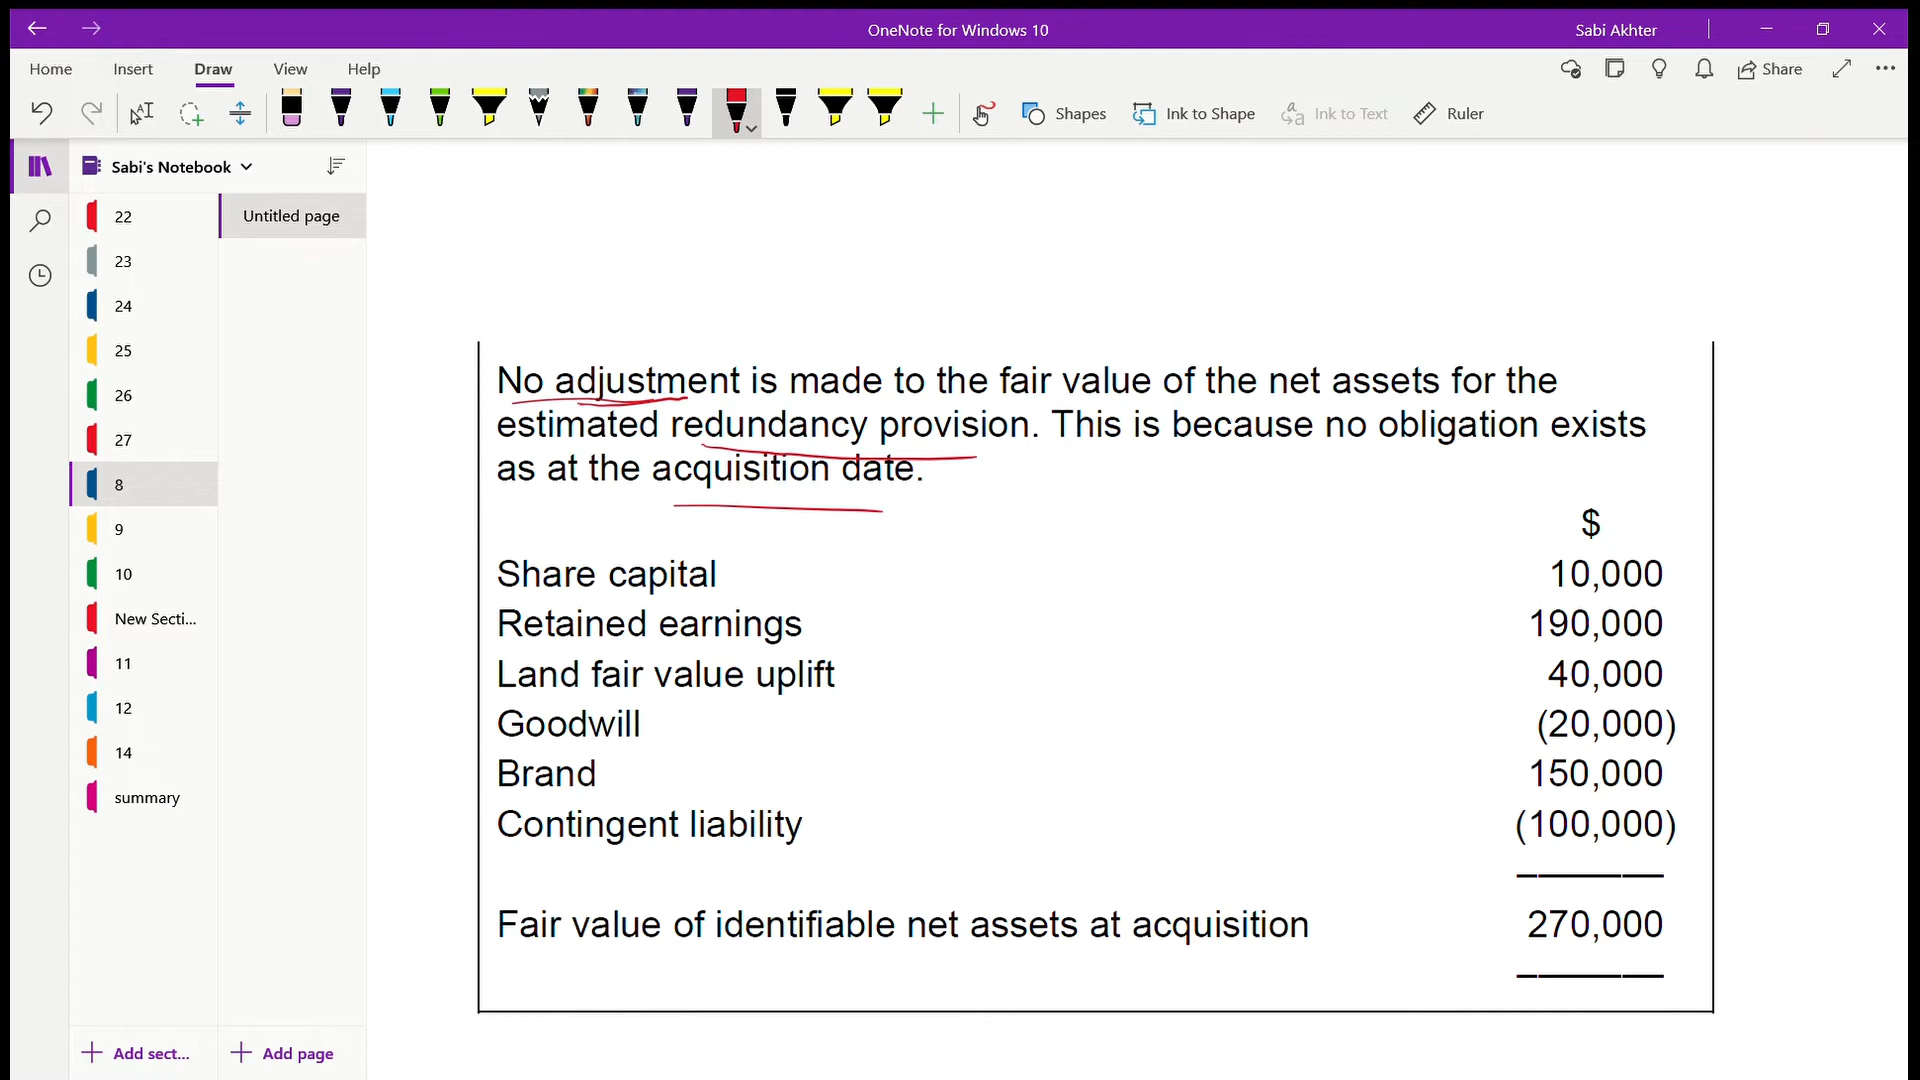 OneNote for Windows 10
Sabi Akhter
Home Insert Draw View Help
Share
Shapes Ink to Shape Ink to Text Ruler
Sabi's Notebook
22
23
24
25
26
27
8
9
10
New Secti...
11
12
14
summary
Add sect...
Untitled page
Add page
No adjustment is made to the fair value of the net assets for the
estimated redundancy provision. This is because no obligation exists
as at the acquisition date.
$
Share capital 10,000
Retained earnings 190,000
Land fair value uplift 40,000
Goodwill (20,000)
Brand 150,000
Contingent liability (100,000)
Fair value of identifiable net assets at acquisition 270,000